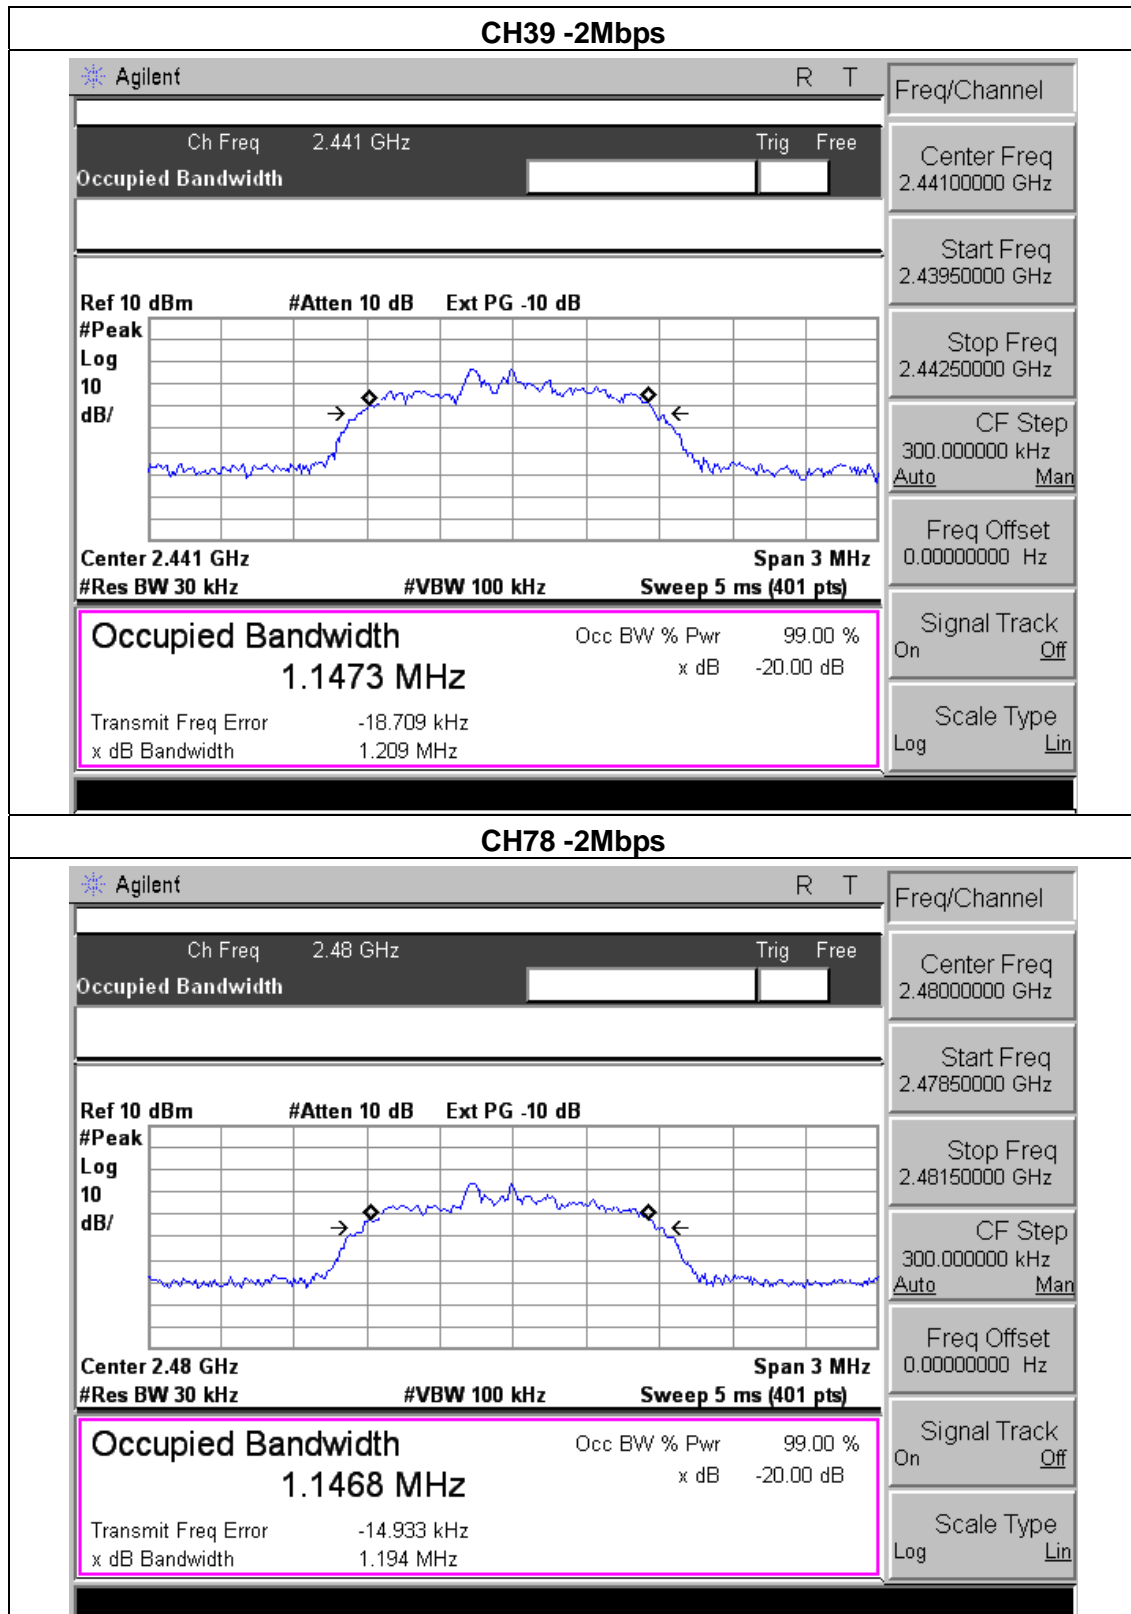 CH39 -2Mbps
Agilent R T
Freq/Channel
Ch Freq 2.441 GHz Trig Free
Occupied Bandwidth
Center Freq
2.44100000 GHz
Start Freq
2.43950000 GHz
Ref 10 dBm #Atten 10 dB Ext PG -10 dB
#Peak
Log
10
dB/
Stop Freq
2.44250000 GHz
CF Step
300.000000 kHz
Auto Man
Freq Offset
0.00000000 Hz
Center 2.441 GHz Span 3 MHz
#Res BW 30 kHz #VBW 100 kHz Sweep 5 ms (401 pts)
Signal Track
On Off
Occupied Bandwidth
1.1473 MHz
Occ BW % Pwr 99.00 %
x dB -20.00 dB
Transmit Freq Error -18.709 kHz
x dB Bandwidth 1.209 MHz
Scale Type
Log Lin
CH78 -2Mbps
Agilent R T
Freq/Channel
Ch Freq 2.48 GHz Trig Free
Occupied Bandwidth
Center Freq
2.48000000 GHz
Start Freq
2.47850000 GHz
Ref 10 dBm #Atten 10 dB Ext PG -10 dB
#Peak
Log
10
dB/
Stop Freq
2.48150000 GHz
CF Step
300.000000 kHz
Auto Man
Freq Offset
0.00000000 Hz
Center 2.48 GHz Span 3 MHz
#Res BW 30 kHz #VBW 100 kHz Sweep 5 ms (401 pts)
Signal Track
On Off
Occupied Bandwidth
1.1468 MHz
Occ BW % Pwr 99.00 %
x dB -20.00 dB
Transmit Freq Error -14.933 kHz
x dB Bandwidth 1.194 MHz
Scale Type
Log Lin